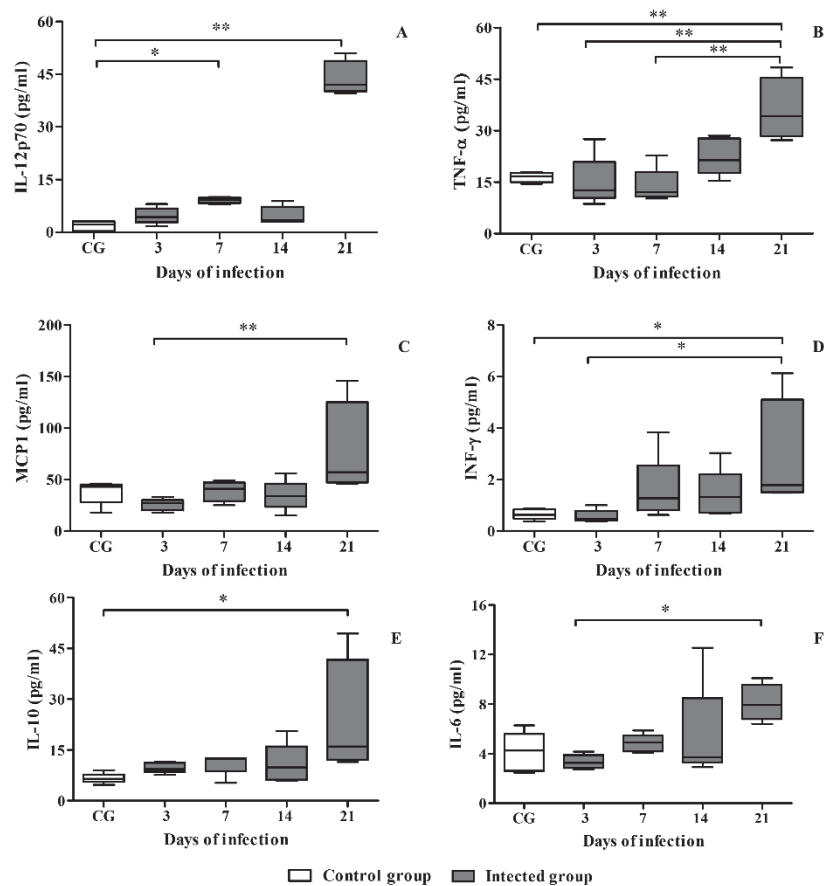 A
IL-12p70 (pg/ml)
60
45
30
15
0
**
*
CG 3 7 14 21
Days of infection
B
TNF-α (pg/ml)
60
45
30
15
0
**
**
**
CG 3 7 14 21
Days of infection
C
MCP1 (pg/ml)
200
150
100
50
0
**
CG 3 7 14 21
Days of infection
D
INF-γ (pg/ml)
8
6
4
2
0
*
*
CG 3 7 14 21
Days of infection
E
IL-10 (pg/ml)
60
45
30
15
0
*
CG 3 7 14 21
Days of infection
F
IL-6 (pg/ml)
16
12
8
4
0
*
CG 3 7 14 21
Days of infection
Control group Intected group